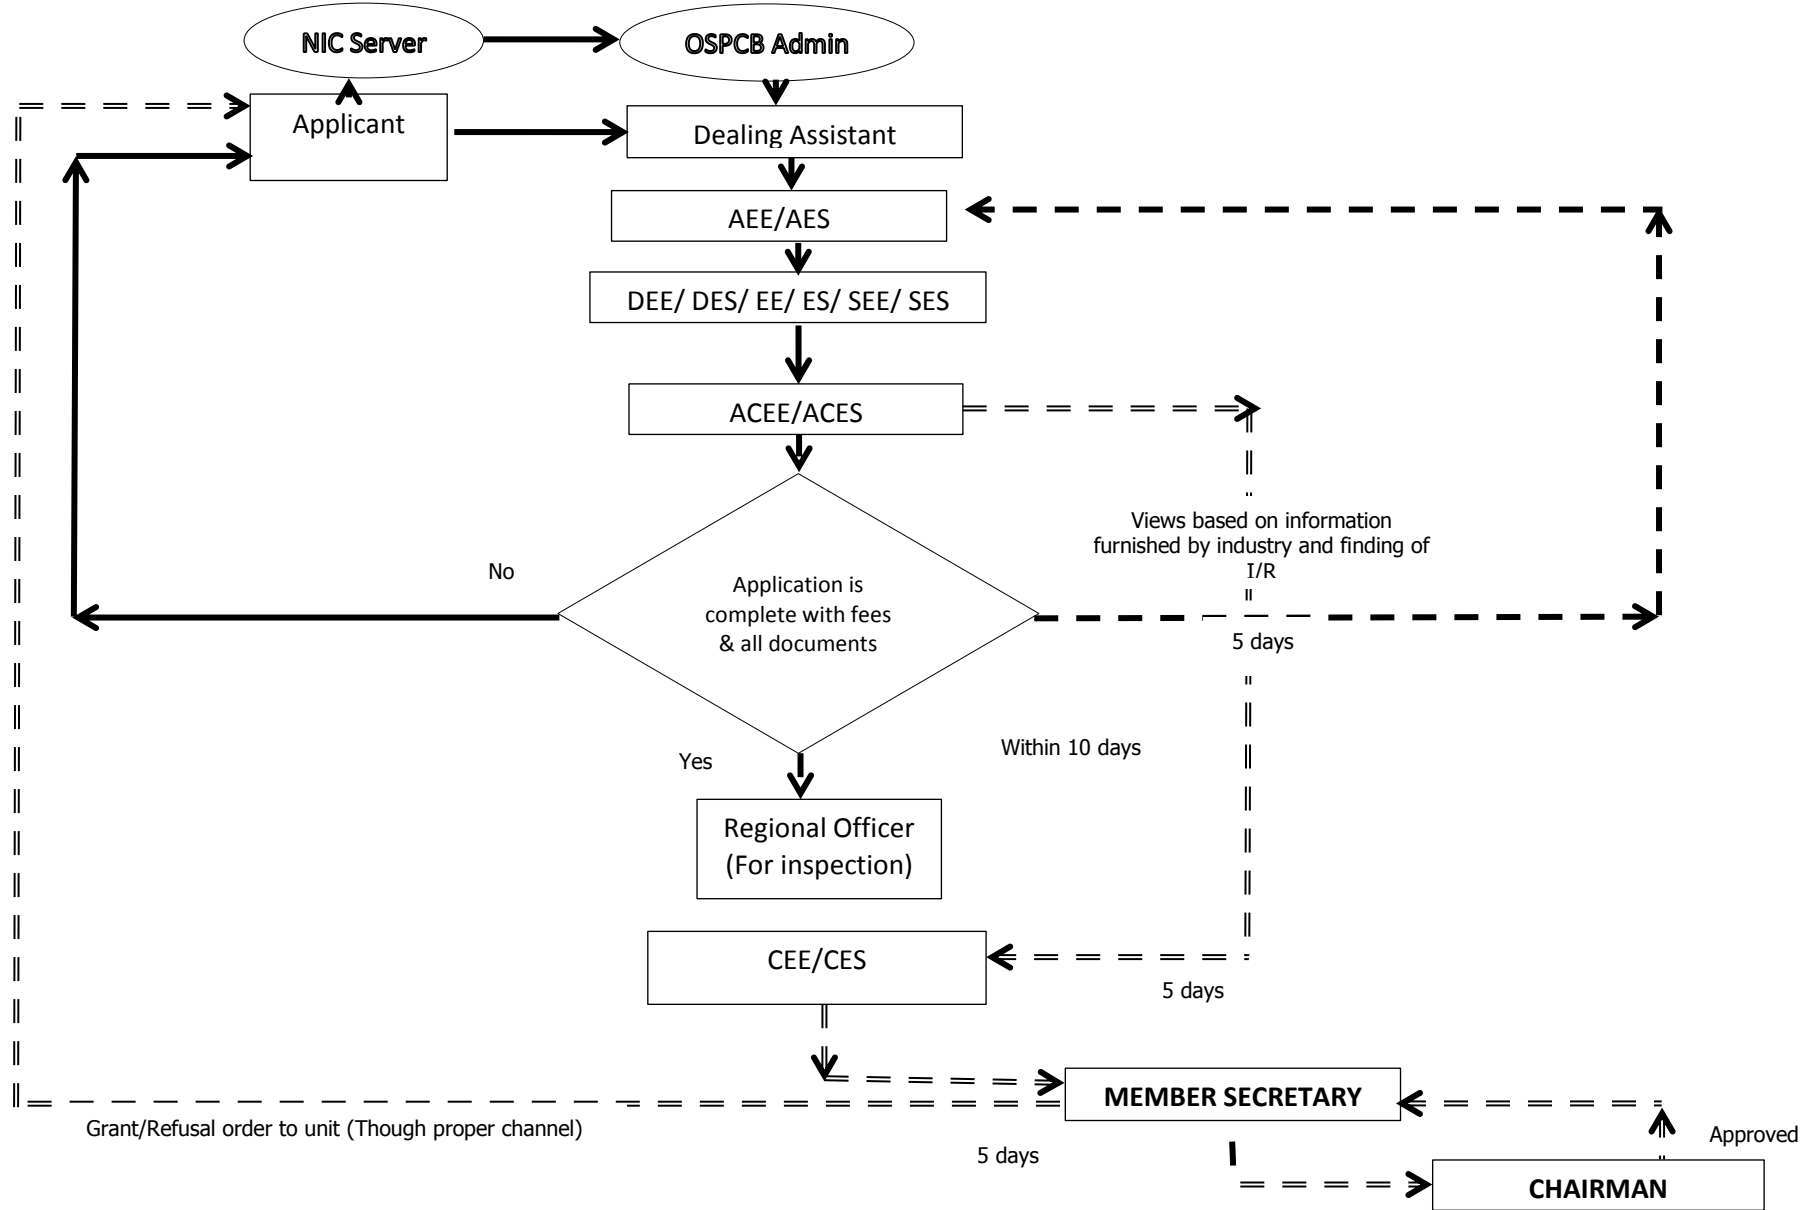 NIC Server
OSPCB Admin
Applicant
Dealing Assistant
AEE/AES
DEE/ DES/ EE/ ES/ SEE/ SES
ACEE/ACES
Views based on information
furnished by industry and finding of
I/R
No
Application is
complete with fees
& all documents
5 days
Within 10 days
Yes
Regional Officer
(For inspection)
CEE/CES
5 days
MEMBER SECRETARY
Grant/Refusal order to unit (Though proper channel)
Approved
5 days
CHAIRMAN